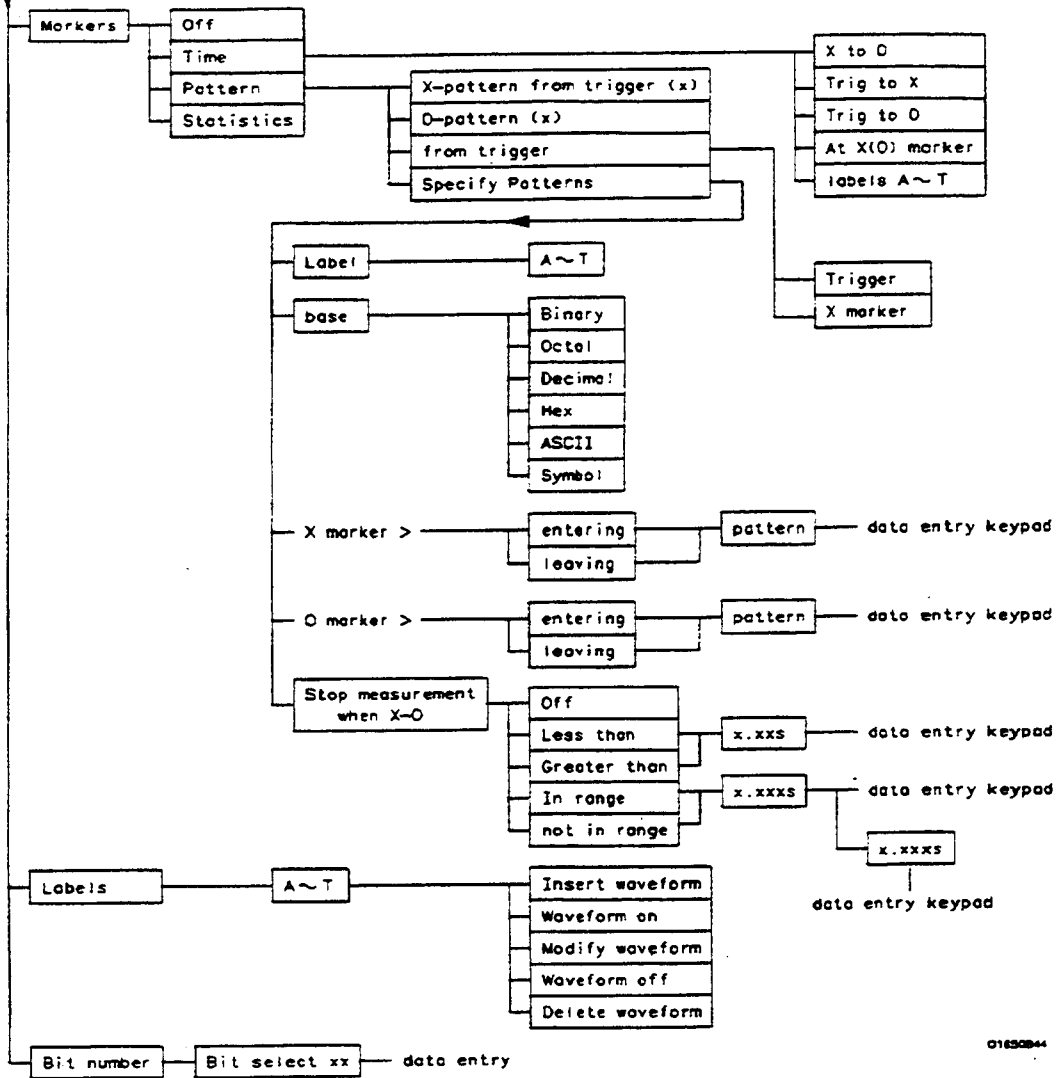 Markers
Off
Time
Pattern
Statistics
X to O
Trig to X
Trig to O
At X(O) marker
labels A~T
X-pattern from trigger (x)
O-pattern (x)
from trigger
Specify Patterns
Trigger
X marker
Label
A~T
base
Binary
Octal
Decimal
Hex
ASCII
Symbol
X marker >
entering
leaving
pattern
data entry keypad
O marker >
entering
leaving
pattern
data entry keypad
Stop measurement
when X-O
Off
Less than
Greater than
In range
not in range
x.xxs
data entry keypad
x.xxxs
data entry keypad
x.xxxs
data entry keypad
Labels
A~T
Insert waveform
Waveform on
Modify waveform
Waveform off
Delete waveform
Bit number
Bit select xx
data entry
01650B44